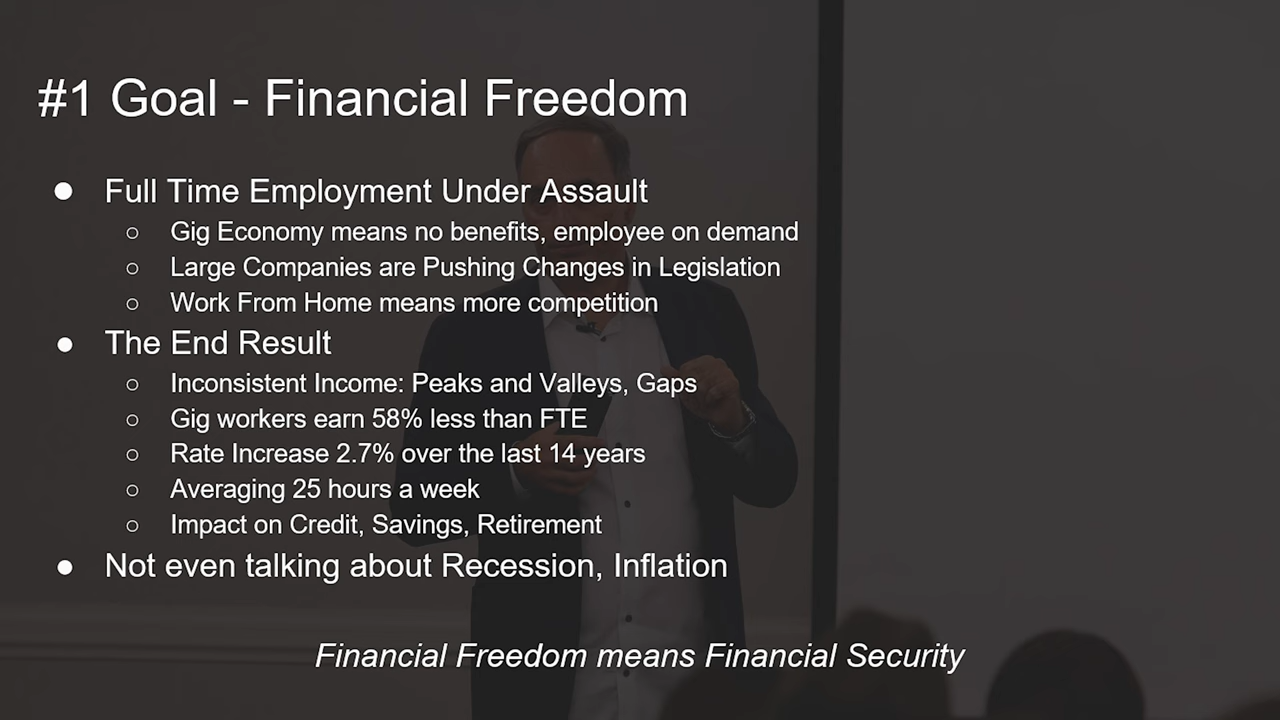 #1 Goal - Financial Freedom
● Full Time Employment Under Assault
○ Gig Economy means no benefits, employee on demand
○ Large Companies are Pushing Changes in Legislation
○ Work From Home means more competition
● The End Result
○ Inconsistent Income: Peaks and Valleys, Gaps
○ Gig workers earn 58% less than FTE
○ Rate Increase 2.7% over the last 14 years
○ Averaging 25 hours a week
○ Impact on Credit, Savings, Retirement
● Not even talking about Recession, Inflation
Financial Freedom means Financial Security